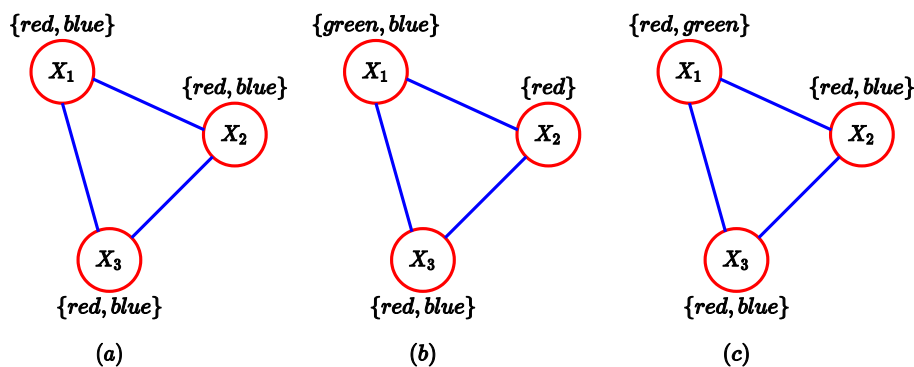 {red, blue}
X1
{red, blue}
X2
X3
{red, blue}
(a)
{green, blue}
X1
{red}
X2
X3
{red, blue}
(b)
{red, green}
X1
{red, blue}
X2
X3
{red, blue}
(c)